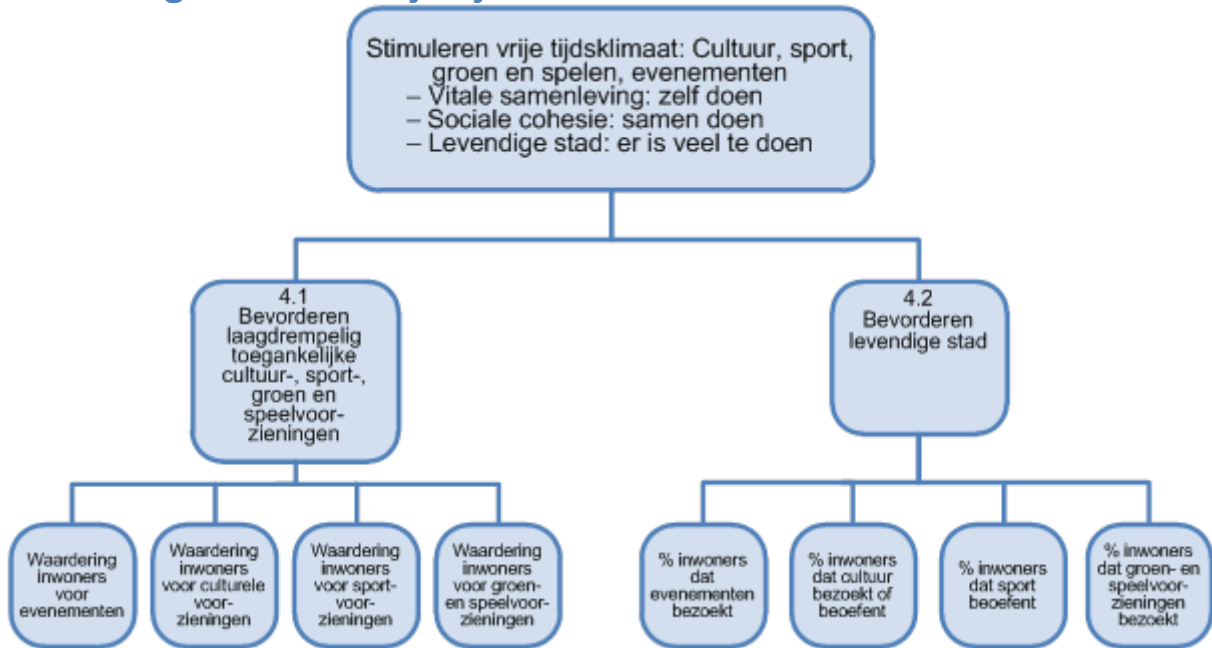 Stimuleren vrije tijdsklimaat: Cultuur, sport,
groen en spelen, evenementen
– Vitale samenleving: zelf doen
– Sociale cohesie: samen doen
– Levendige stad: er is veel te doen
4.1
Bevorderen
laagdrempelig
toegankelijke
cultuur-, sport-,
groen en
speelvoor-
zieningen
4.2
Bevorderen
levendige stad
Waardering
inwoners
voor
evenementen
Waardering
inwoners
voor culturele
voor-
zieningen
Waardering
inwoners
voor sport-
voor-
zieningen
Waardering
inwoners
voor groen-
en speelvoor-
zieningen
% inwoners
dat
evenementen
bezoekt
% inwoners
dat cultuur
bezoekt of
beoefent
% inwoners
dat sport
beoefent
% inwoners
dat groen- en
speelvoor-
zieningen
bezoekt